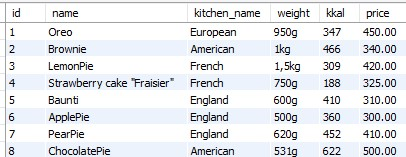 id name kitchen_name weight kkal price
1 Oreo European 950g 347 450.00
2 Brownie American 1kg 466 340.00
3 LemonPie French 1,5kg 309 420.00
4 Strawberry cake "Fraisier" French 750g 188 325.00
5 Baunti England 600g 410 310.00
6 ApplePie England 500g 360 300.00
7 PearPie England 620g 452 410.00
8 ChocolatePie American 531g 622 500.00